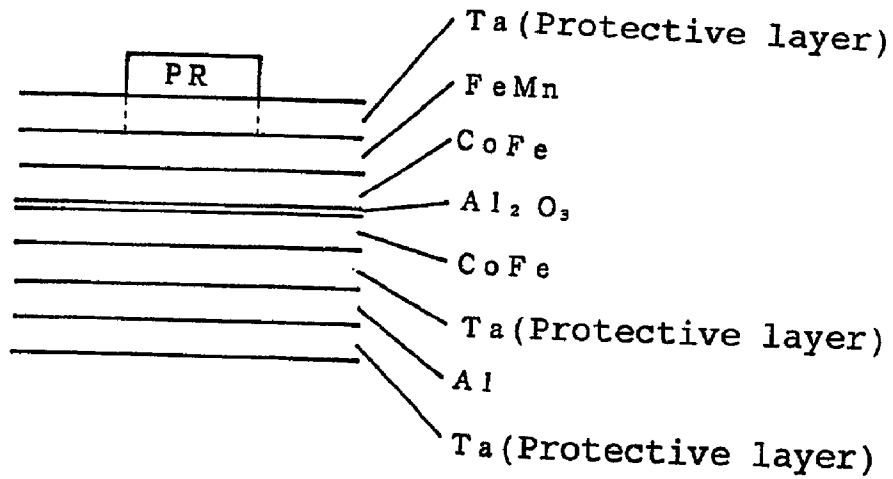 Ta(Protective layer)
PR
FeMn
CoFe
Al₂O₃
CoFe
Ta(Protective layer)
Al
Ta(Protective layer)